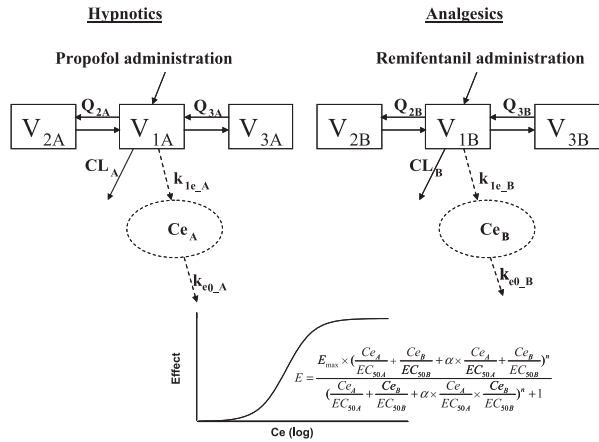 Hypnotics Analgesics
Propofol administration Remifentanil administration
Q2A Q3A Q2B Q3B
V2A V1A V3A V2B V1B V3B
CLA CLB
k1e_A k1e_B
CeA CeB
ke0_A ke0_B
Effect
E = Emax × (CeA/EC50A + CeB/EC50B + α × CeA/EC50A + CeB/EC50B)^n / (CeA/EC50A + CeB/EC50B + α × CeA/EC50A × CeB/EC50B)^n + 1
Ce (log)